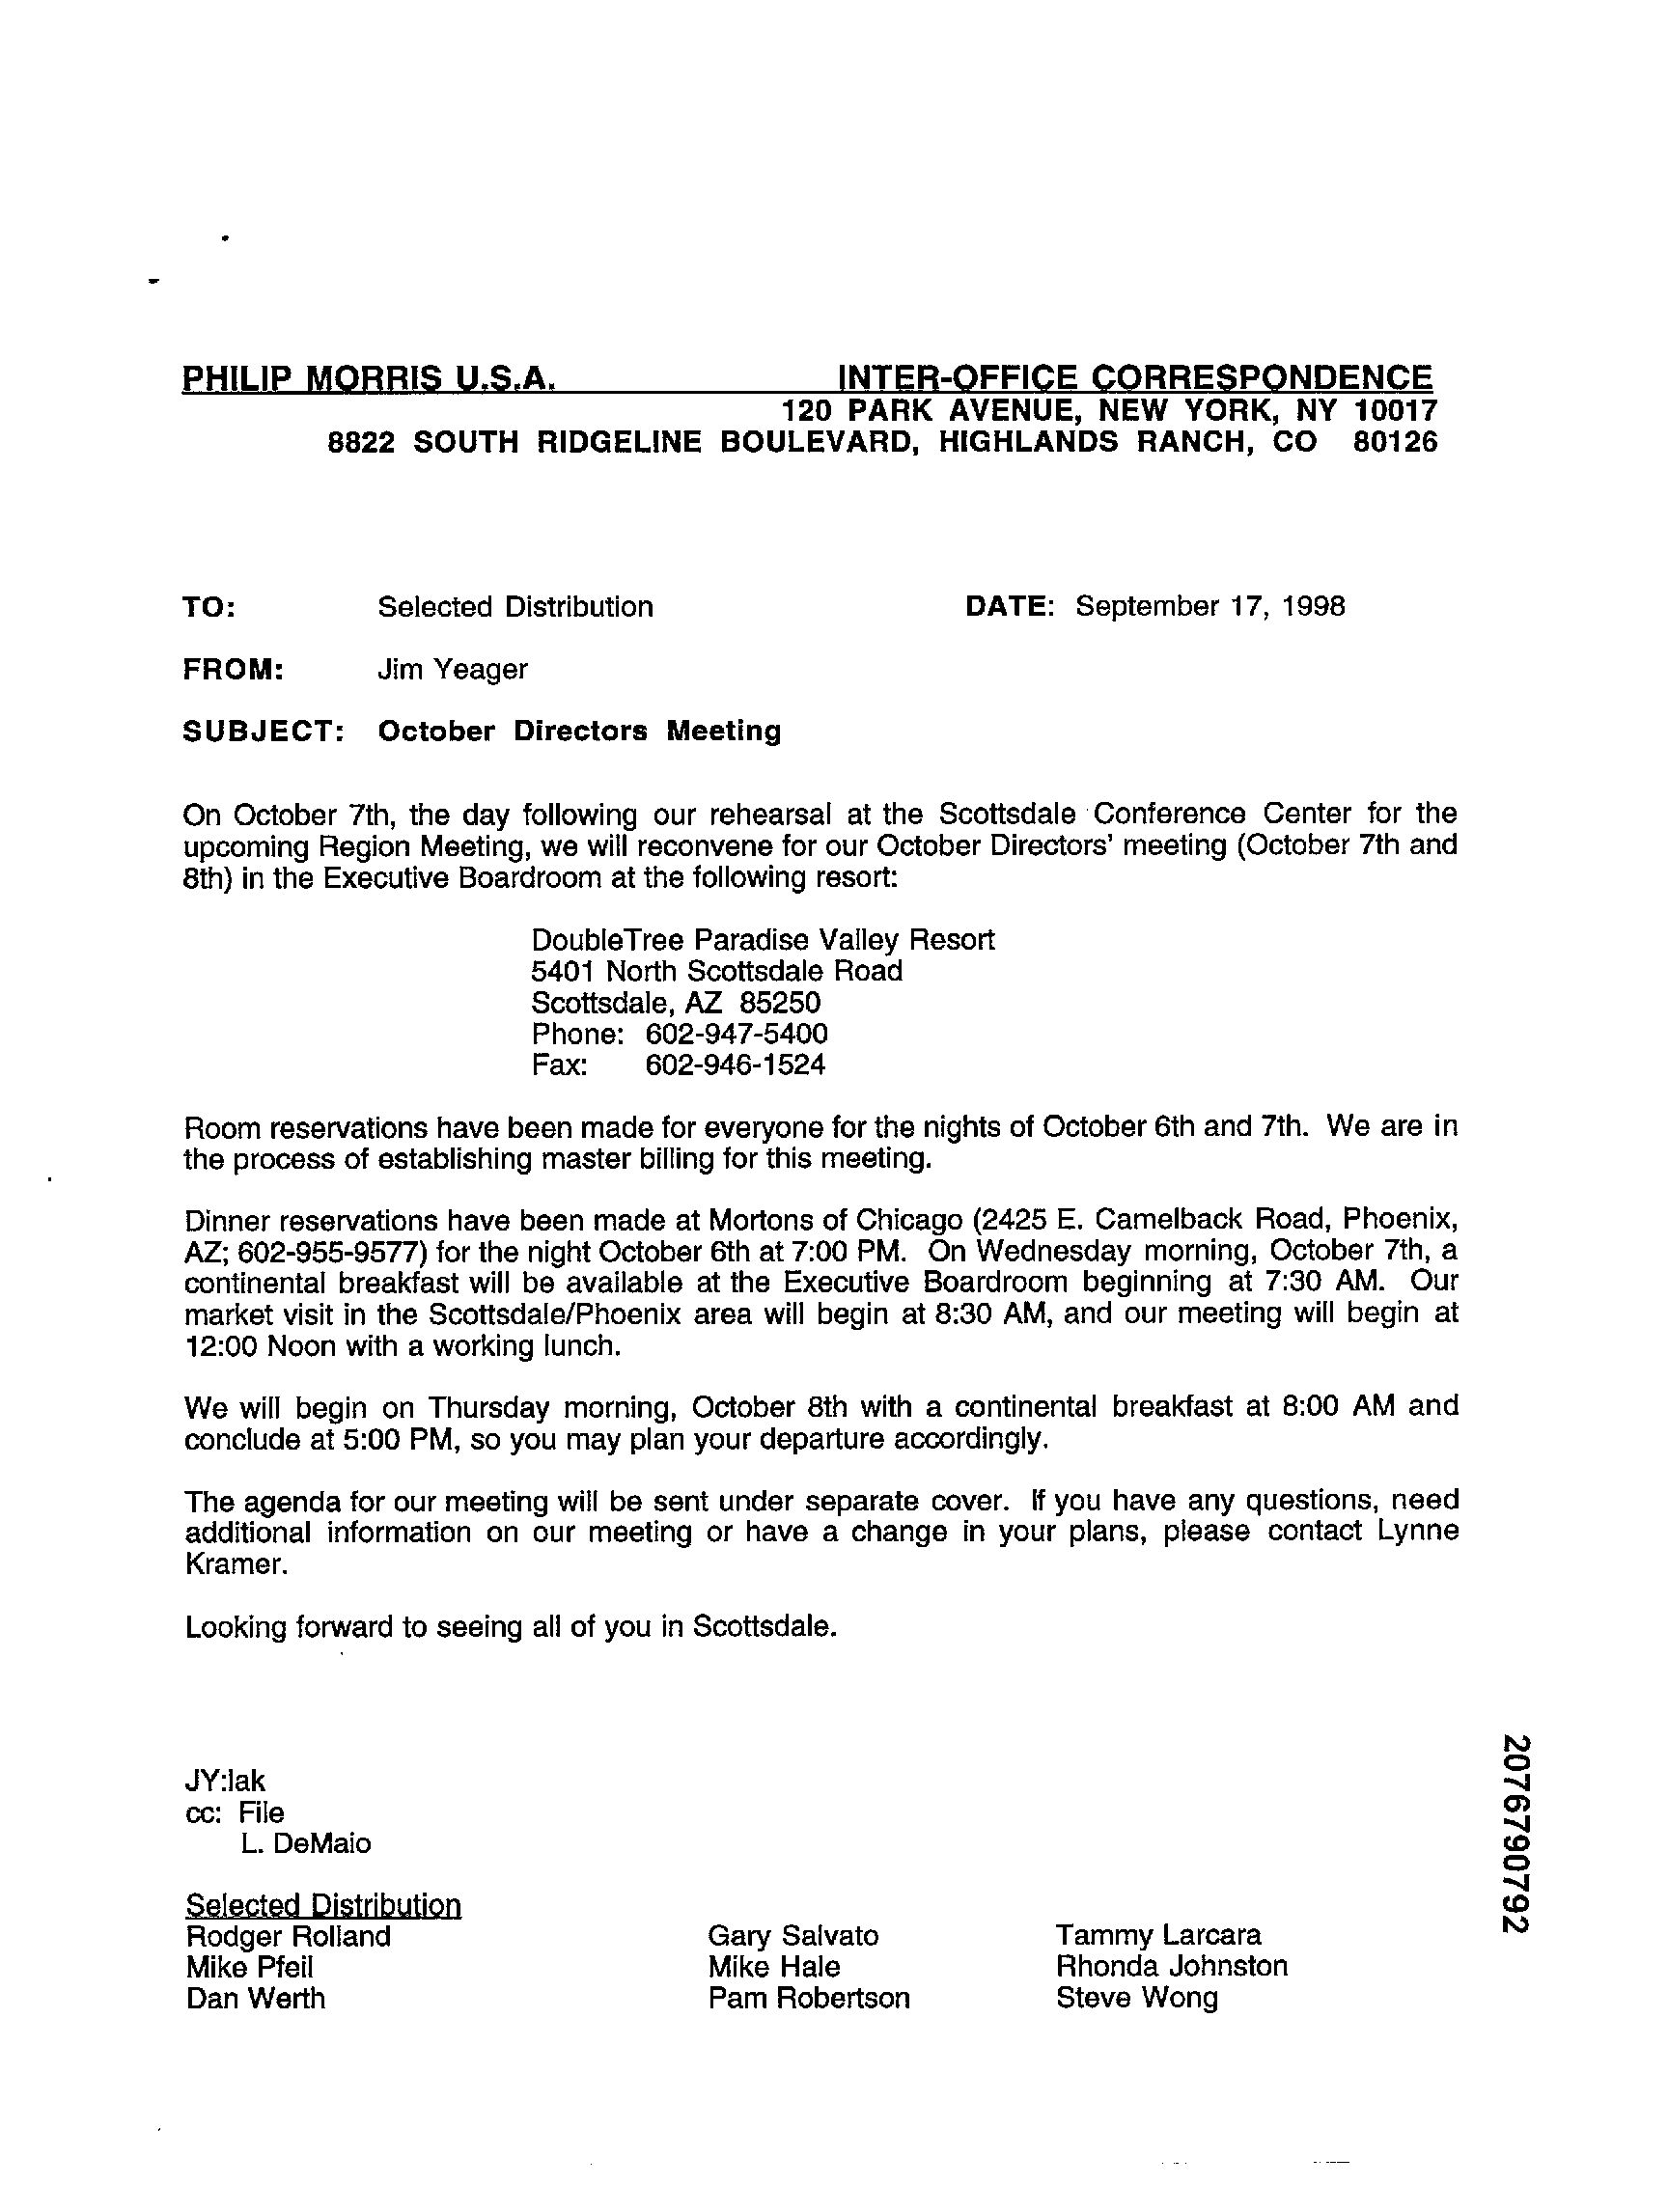 PHILIP MORRIS U.S.A. INTER-OFFICE CORRESPONDENCE
120 PARK AVENUE, NEW YORK, NY 10017
8822 SOUTH RIDGELINE BOULEVARD, HIGHLANDS RANCH, CO 80126
TO: Selected Distribution DATE: September 17, 1998
FROM: Jim Yeager
SUBJECT: October Directors Meeting
On October 7th, the day following our rehearsal at the Scottsdale Conference Center for the
upcoming Region Meeting, we will reconvene for our October Directors' meeting (October 7th and
8th) in the Executive Boardroom at the following resort:
DoubleTree Paradise Valley Resort
5401 North Scottsdale Road
Scottsdale, AZ 85250
Phone: 602-947-5400
Fax: 602-946-1524
Room reservations have been made for everyone for the nights of October 6th and 7th. We are in
the process of establishing master billing for this meeting.
Dinner reservations have been made at Mortons of Chicago (2425 E. Camelback Road, Phoenix,
AZ; 602-955-9577) for the night October 6th at 7:00 PM. On Wednesday morning, October 7th, a
continental breakfast will be available at the Executive Boardroom beginning at 7:30 AM. Our
market visit in the Scottsdale/Phoenix area will begin at 8:30 AM, and our meeting will begin at
12:00 Noon with a working lunch.
We will begin on Thursday morning, October 8th with a continental breakfast at 8:00 AM and
conclude at 5:00 PM, so you may plan your departure accordingly.
The agenda for our meeting will be sent under separate cover. If you have any questions, need
additional information on our meeting or have a change in your plans, please contact Lynne
Kramer.
Looking forward to seeing all of you in Scottsdale.
JY:lak
cc: File
L. DeMaio
Selected Distribution
Rodger Rolland Gary Salvato Tammy Larcara
Mike Pfeil Mike Hale Rhonda Johnston
Dan Werth Pam Robertson Steve Wong
2076790792